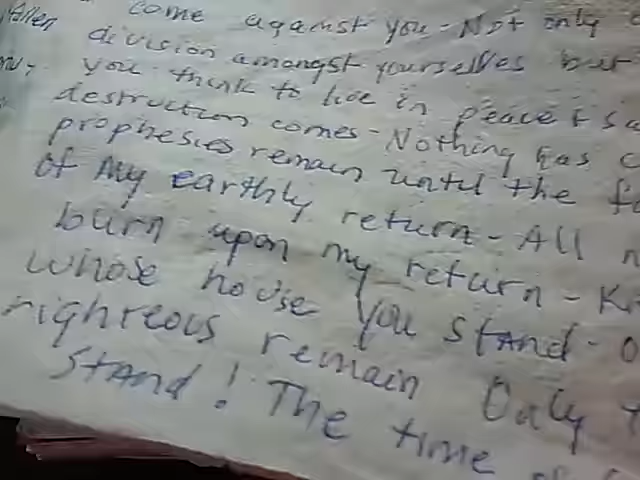 fallen come against you - Not only
division amongst yourselves but
you think to live in peace &
destruction comes - Nothing has
prophesies remain until the
of My earthly return - All
burn upon my return -
whose house you stand -
righteous remain Only
Stand! The time